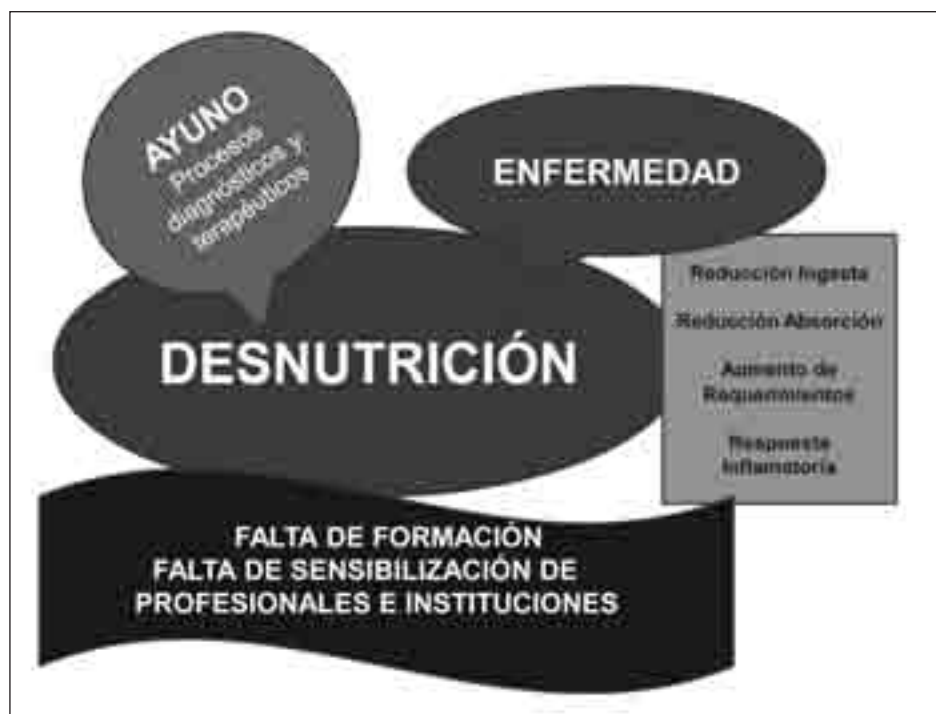 AYUNO
Procesos
diagnósticos y
terapéuticos
ENFERMEDAD
DESNUTRICIÓN
Reducción Ingesta
Reducción Absorción
Aumento de
Requerimientos
Respuesta
Inflamatoria
FALTA DE FORMACIÓN
FALTA DE SENSIBILIZACIÓN DE
PROFESIONALES E INSTITUCIONES